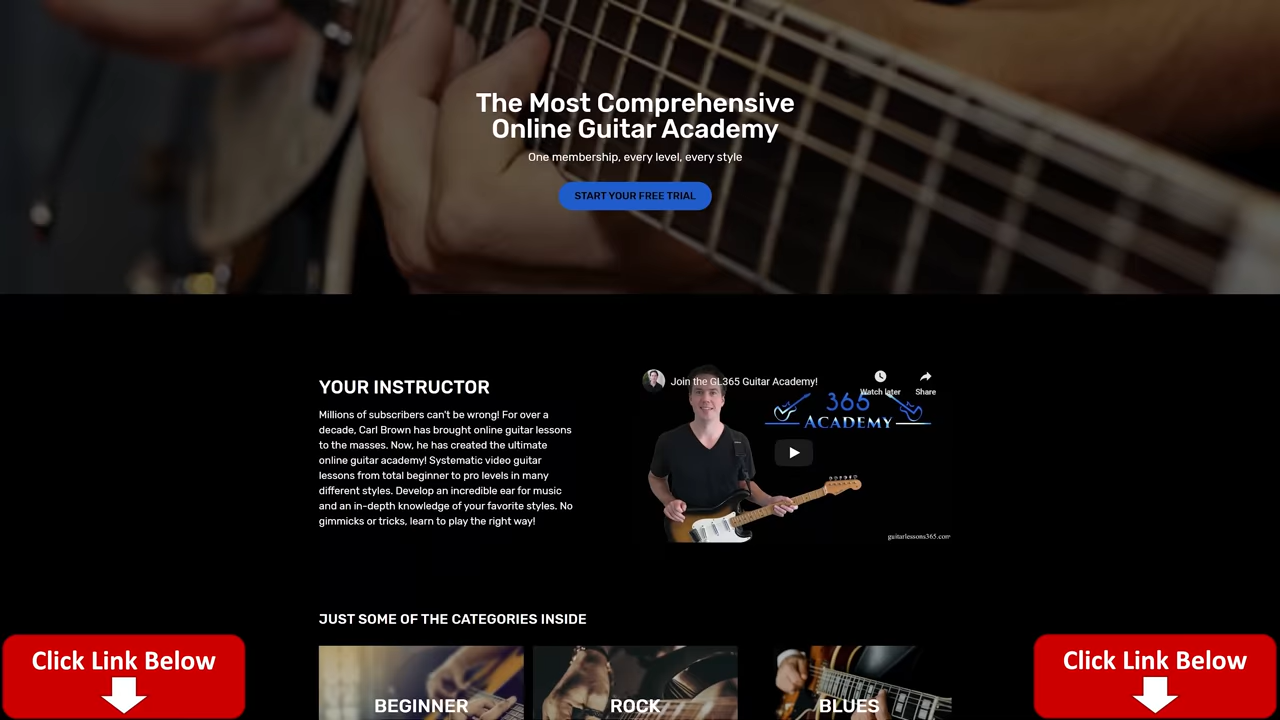 The Most Comprehensive
Online Guitar Academy
One membership, every level, every style
START YOUR FREE TRIAL
YOUR INSTRUCTOR
Millions of subscribers can't be wrong! For over a
decade, Carl Brown has brought online guitar lessons
to the masses. Now, he has created the ultimate
online guitar academy! Systematic video guitar
lessons from total beginner to pro levels in many
different styles. Develop an incredible ear for music
and an in-depth knowledge of your favorite styles. No
gimmicks or tricks, learn to play the right way!
Join the GL365 Guitar Academy!
Watch later
Share
365
ACADEMY
guitarlessons365.com
JUST SOME OF THE CATEGORIES INSIDE
BEGINNER
ROCK
BLUES
Click Link Below
Click Link Below